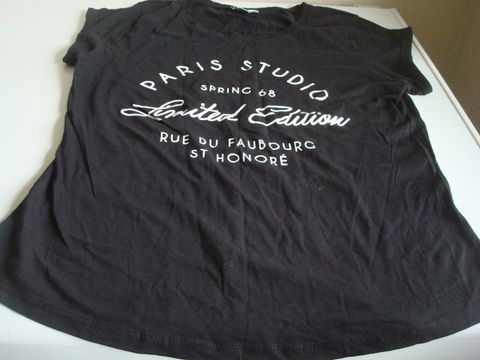 PARIS STUDIO
SPRING 68
Limited Edition
RUE DU FAUBOURG
ST HONORÉ